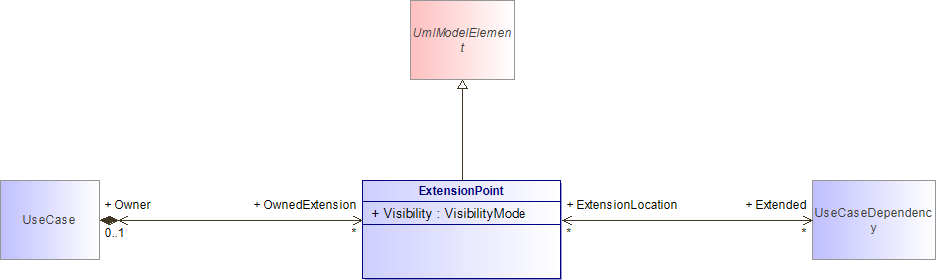 UmlModelElemen
t
ExtensionPoint
+ Visibility : VisibilityMode
UseCase
+ Owner
0..1
+ OwnedExtension
*
+ ExtensionLocation
*
+ Extended
*
UseCaseDependenc
y